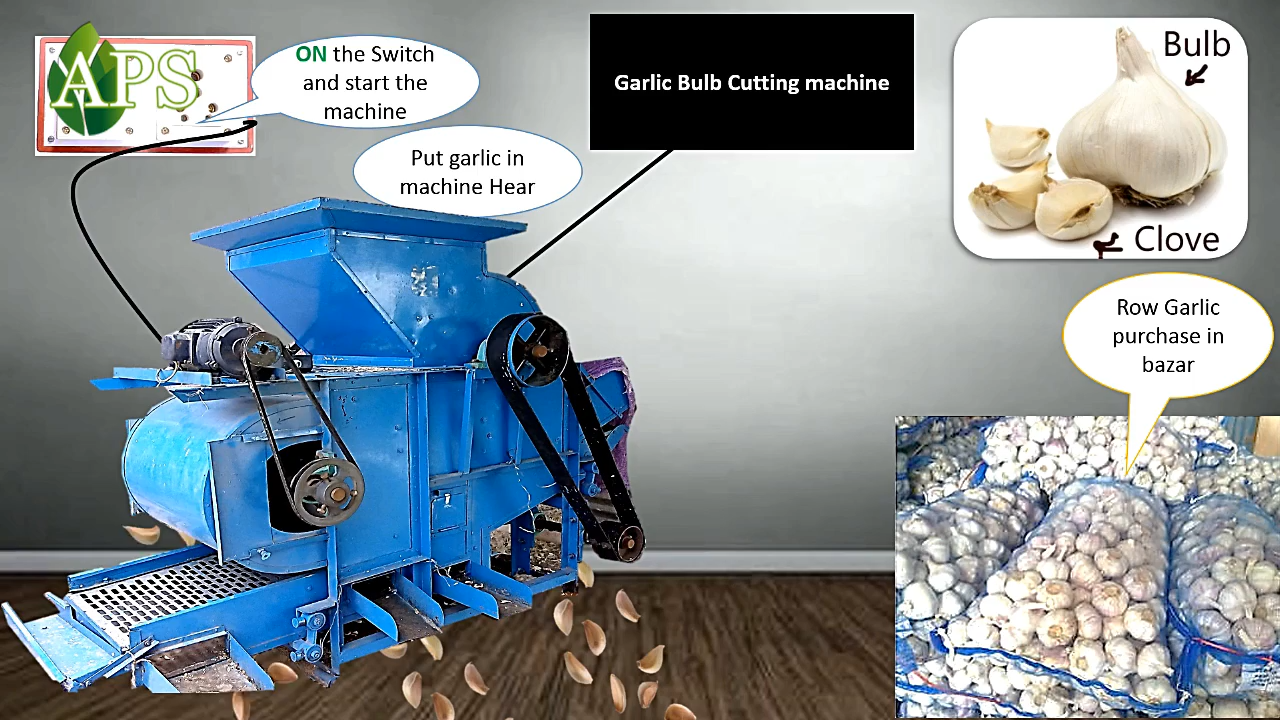 APS
ON the Switch
and start the
machine
Put garlic in
machine Hear
Garlic Bulb Cutting machine
Bulb
Clove
Row Garlic
purchase in
bazar